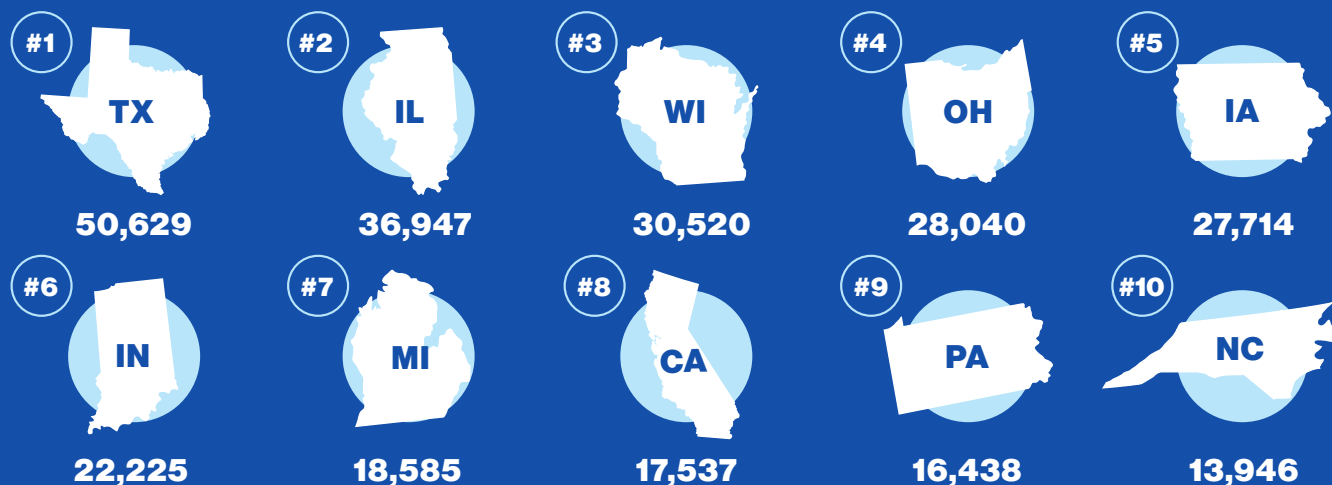 #1 #2 #3 #4 #5
TX IL WI OH IA
50,629 36,947 30,520 28,040 27,714
#6 #7 #8 #9 #10
IN MI CA PA NC
22,225 18,585 17,537 16,438 13,946